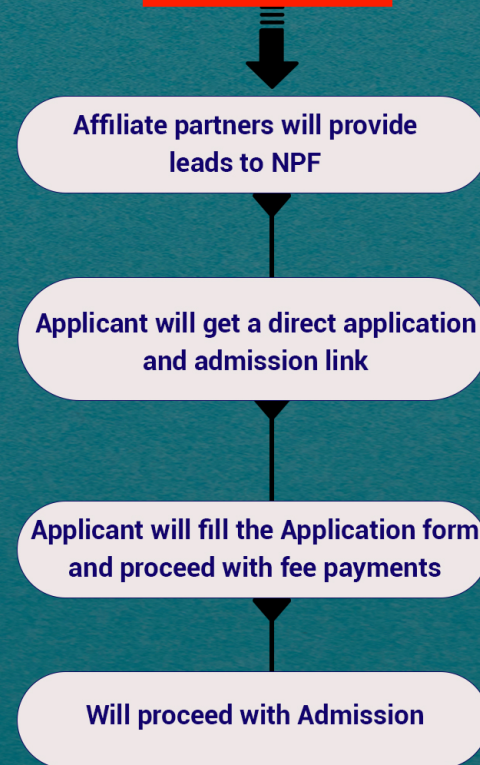 Affiliate partners will provide
leads to NPF
Applicant will get a direct application
and admission link
Applicant will fill the Application form
and proceed with fee payments
Will proceed with Admission